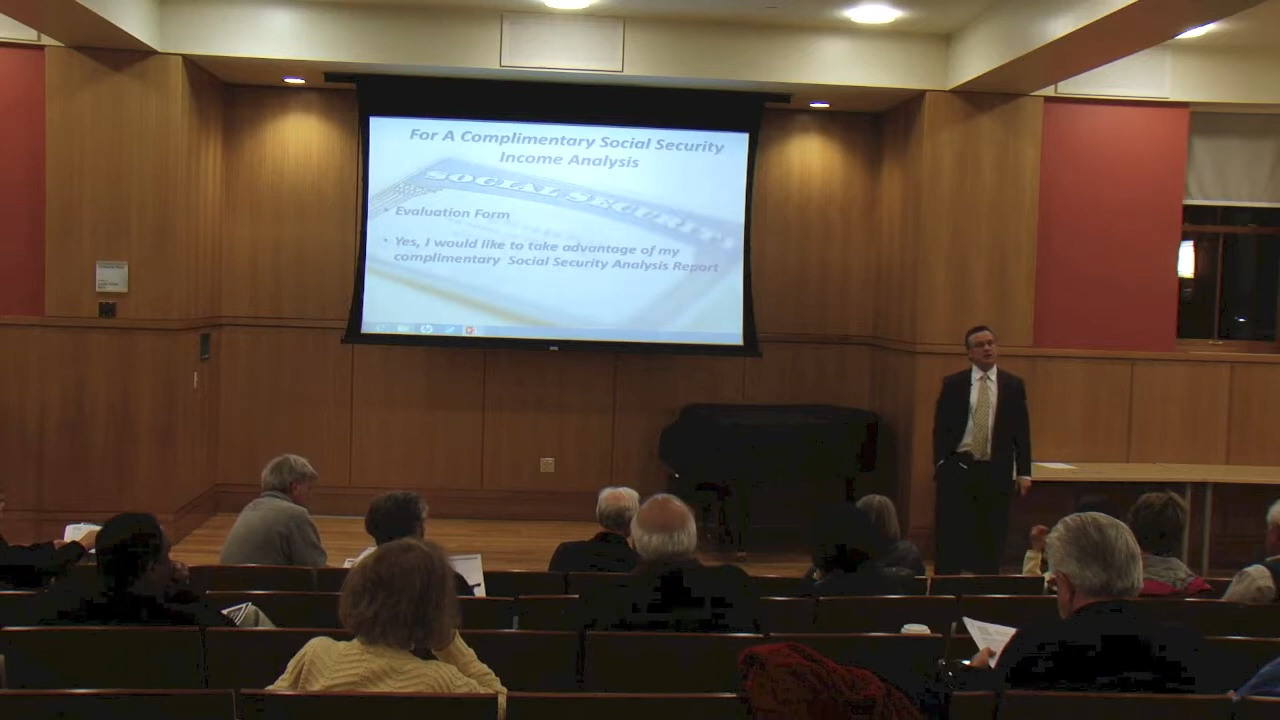 For A Complimentary Social Security
Income Analysis
SOCIAL SECURITY
• Evaluation Form
• Yes, I would like to take advantage of my
complimentary Social Security Analysis Report